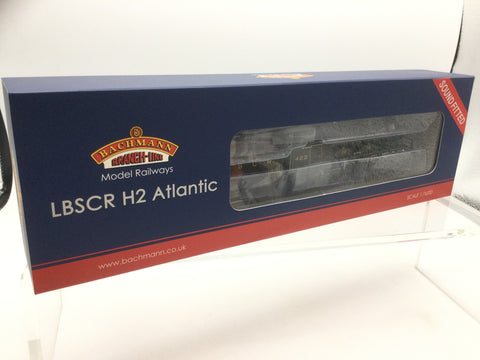 SOUND FITTED
BACHMANN
BRANCH-LINE
Model Railways
LBSCR H2 Atlantic
www.bachmann.co.uk